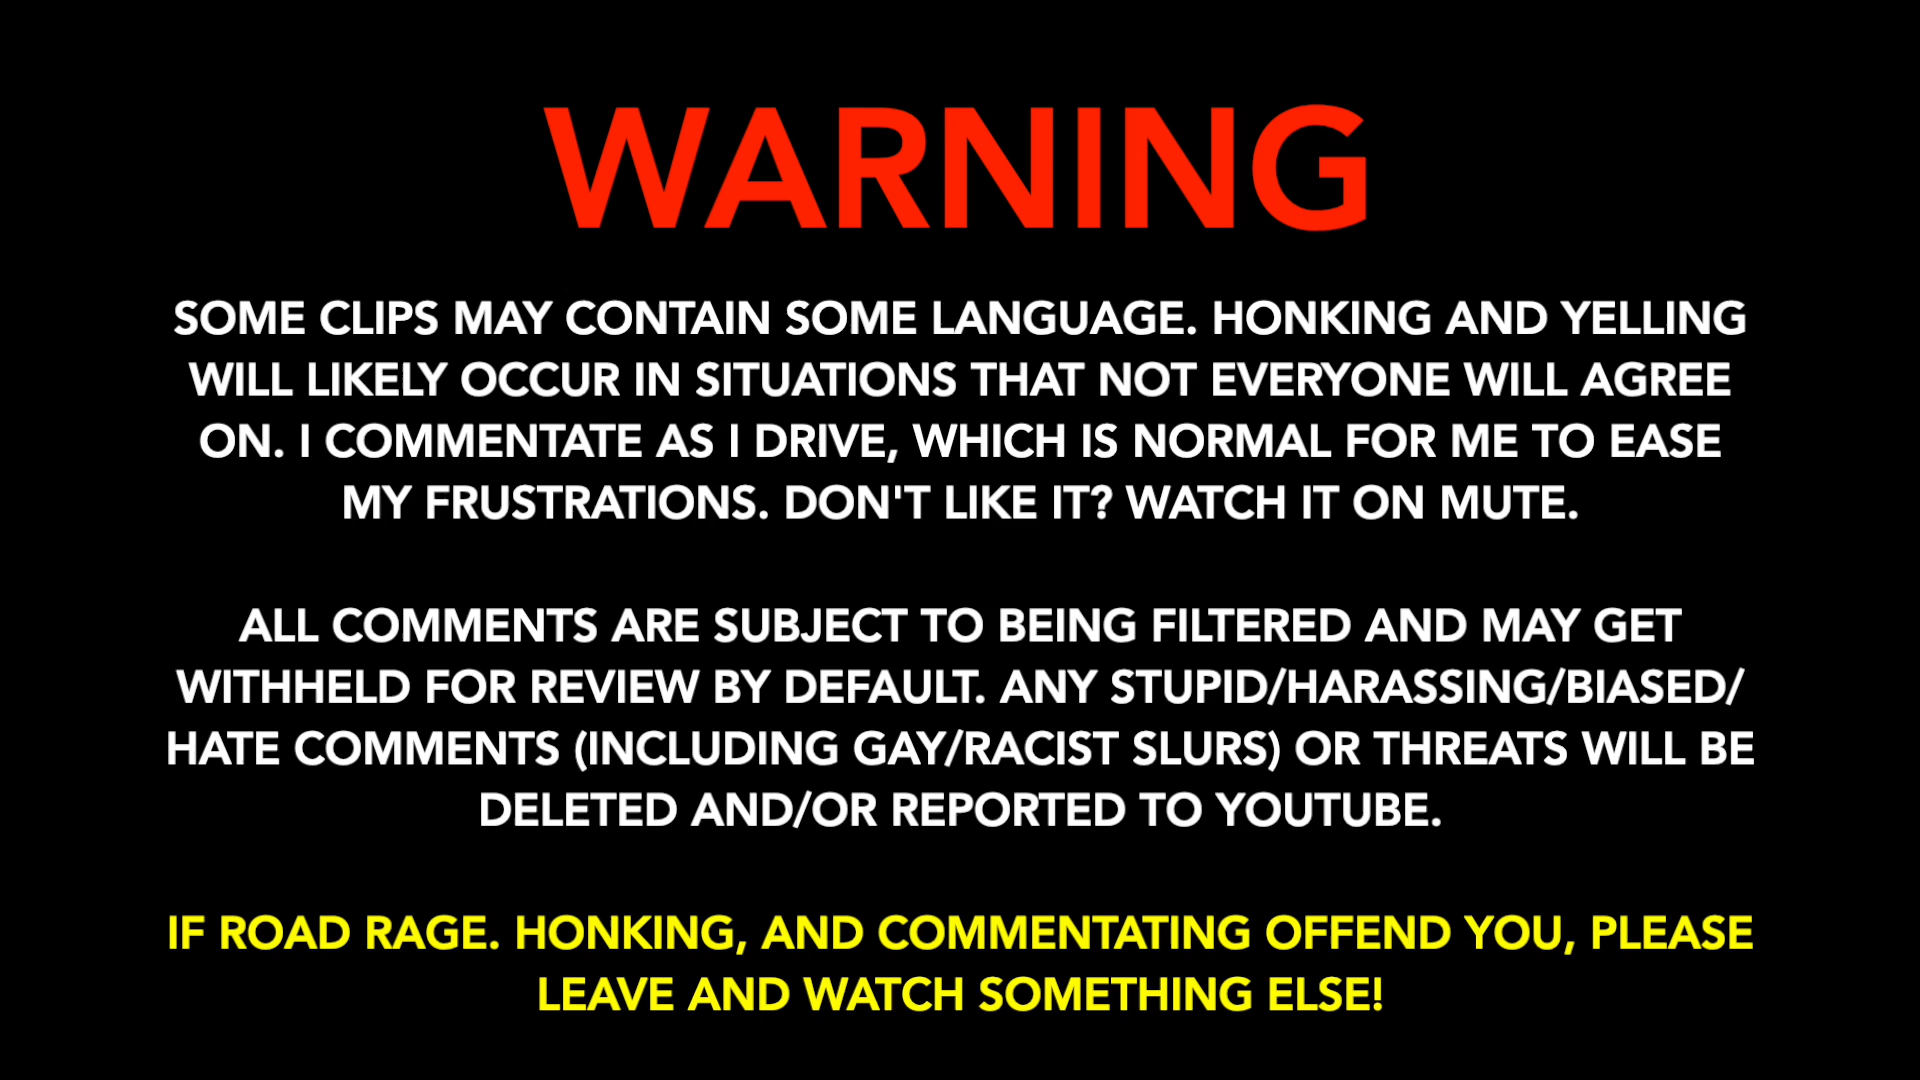 WARNING
SOME CLIPS MAY CONTAIN SOME LANGUAGE. HONKING AND YELLING
WILL LIKELY OCCUR IN SITUATIONS THAT NOT EVERYONE WILL AGREE
ON. I COMMENTATE AS I DRIVE, WHICH IS NORMAL FOR ME TO EASE
MY FRUSTRATIONS. DON'T LIKE IT? WATCH IT ON MUTE.
ALL COMMENTS ARE SUBJECT TO BEING FILTERED AND MAY GET
WITHHELD FOR REVIEW BY DEFAULT. ANY STUPID/HARASSING/BIASED/
HATE COMMENTS (INCLUDING GAY/RACIST SLURS) OR THREATS WILL BE
DELETED AND/OR REPORTED TO YOUTUBE.
IF ROAD RAGE. HONKING, AND COMMENTATING OFFEND YOU, PLEASE
LEAVE AND WATCH SOMETHING ELSE!